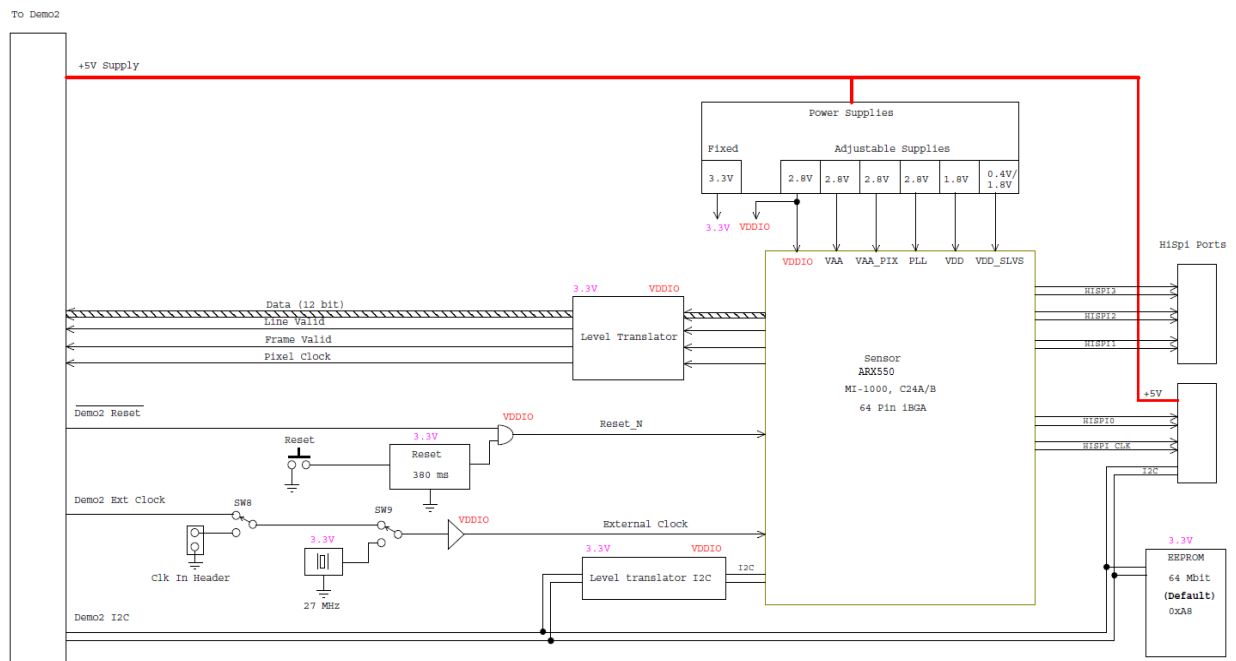 To Demo2
+5V Supply
Power Supplies
Fixed
Adjustable Supplies
3.3V
2.8V
2.8V
2.8V
2.8V
1.8V
0.4V/
1.8V
3.3V
VDDIO
VDDIO
VAA
VAA_PIX
PLL
VDD
VDD_SLVS
HiSpi Ports
3.3V
VDDIO
Data (12 bit)
Line Valid
Frame Valid
Pixel Clock
Level Translator
HISPI3
HISPI2
HISPI1
Sensor
ARX550
MI-1000, C24A/B
64 Pin iBGA
+5V
HISPI0
HISPI CLK
I2C
Demo2 Reset
VDDIO
Reset_N
Reset
3.3V
Reset
380 ms
Demo2 Ext Clock
SW8
SW9
VDDIO
External Clock
Clk In Header
3.3V
27 MHz
3.3V
VDDIO
Level translator I2C
I2C
3.3V
EEPROM
64 Mbit
(Default)
0xA8
Demo2 I2C